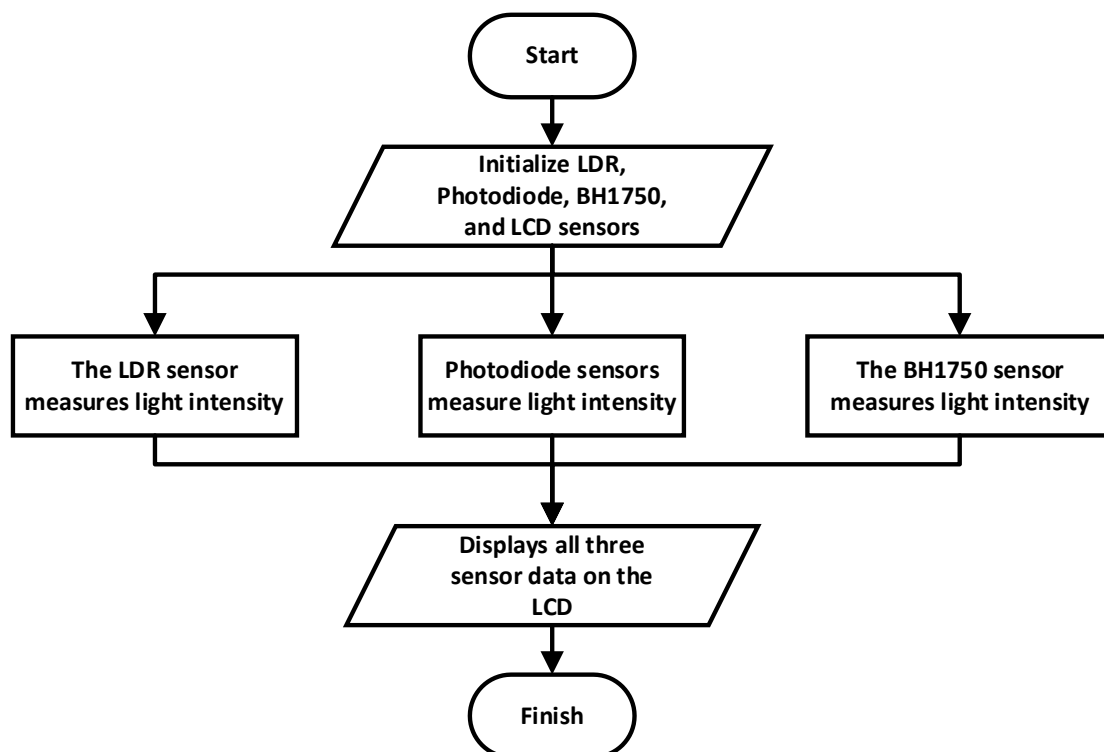 Start
Initialize LDR,
Photodiode, BH1750,
and LCD sensors
The LDR sensor
measures light intensity
Photodiode sensors
measure light intensity
The BH1750 sensor
measures light intensity
Displays all three
sensor data on the
LCD
Finish